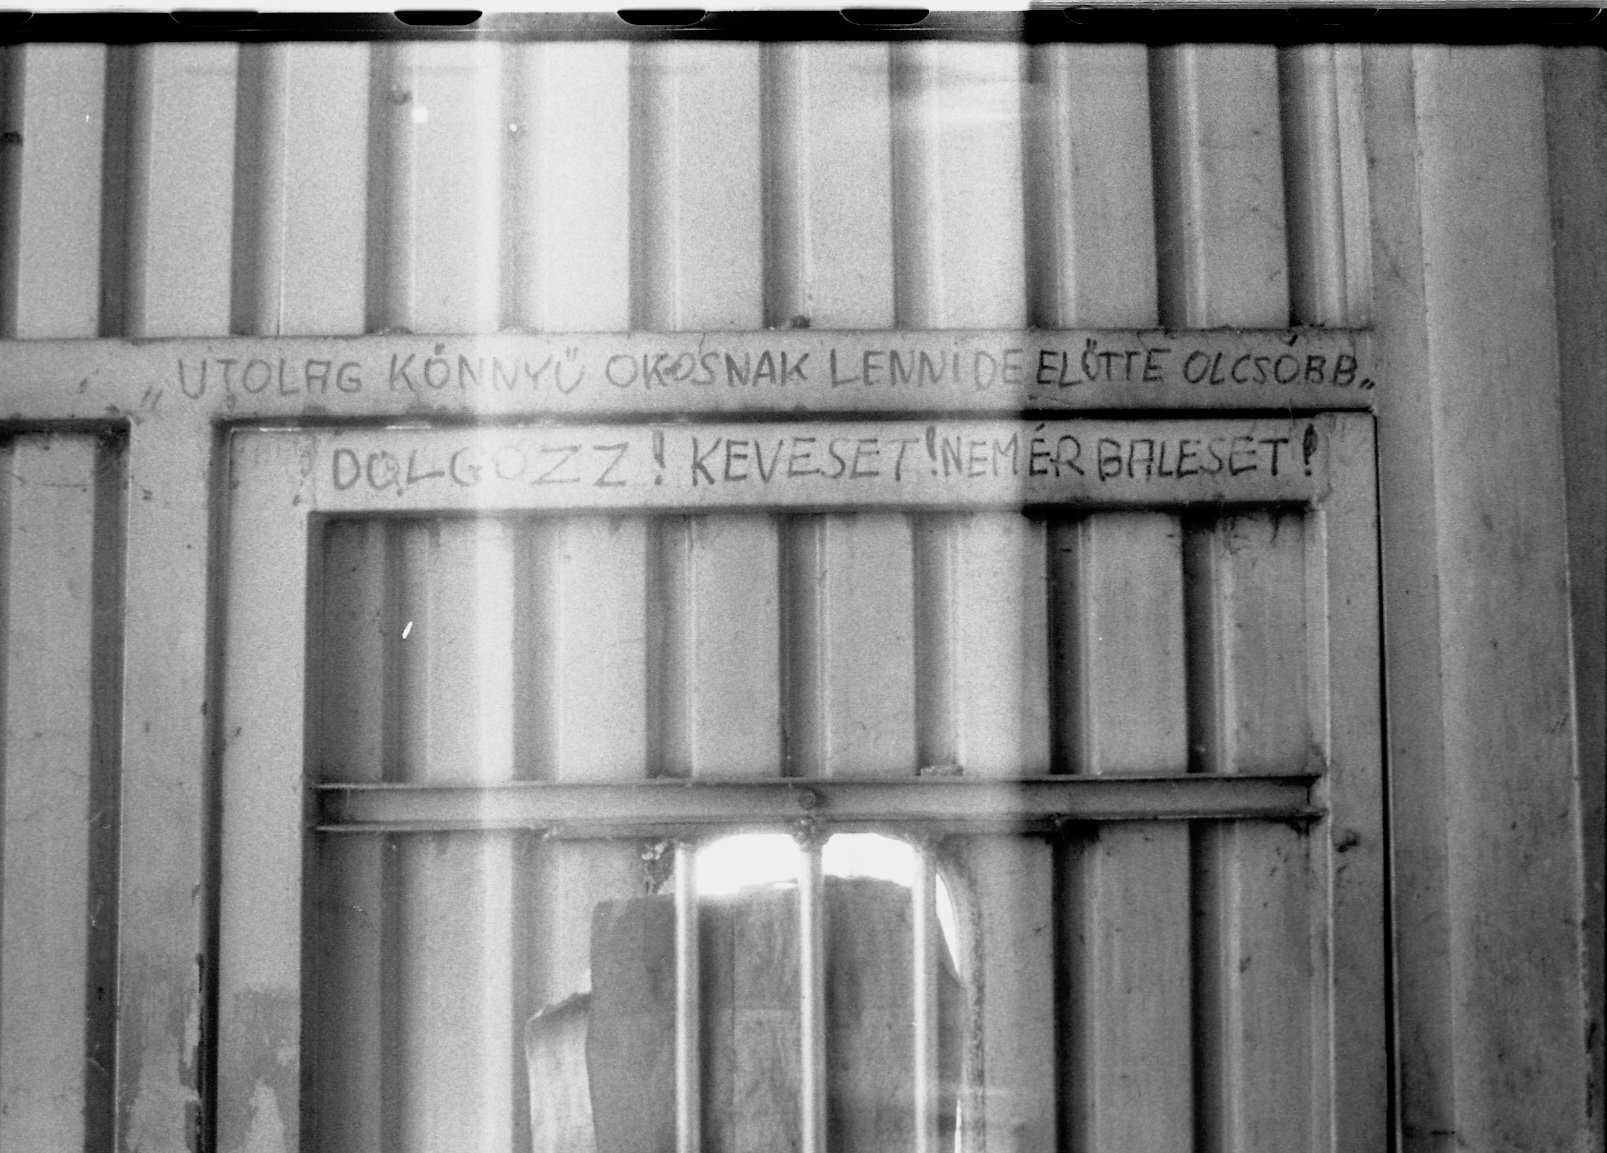 „UTOLAG KÖNNYŰ OKOSNAK LENNI DE ELŐTTE OLCSÓBB„
DOLGOZZ! KEVESET! NEM ÉR BALESET!